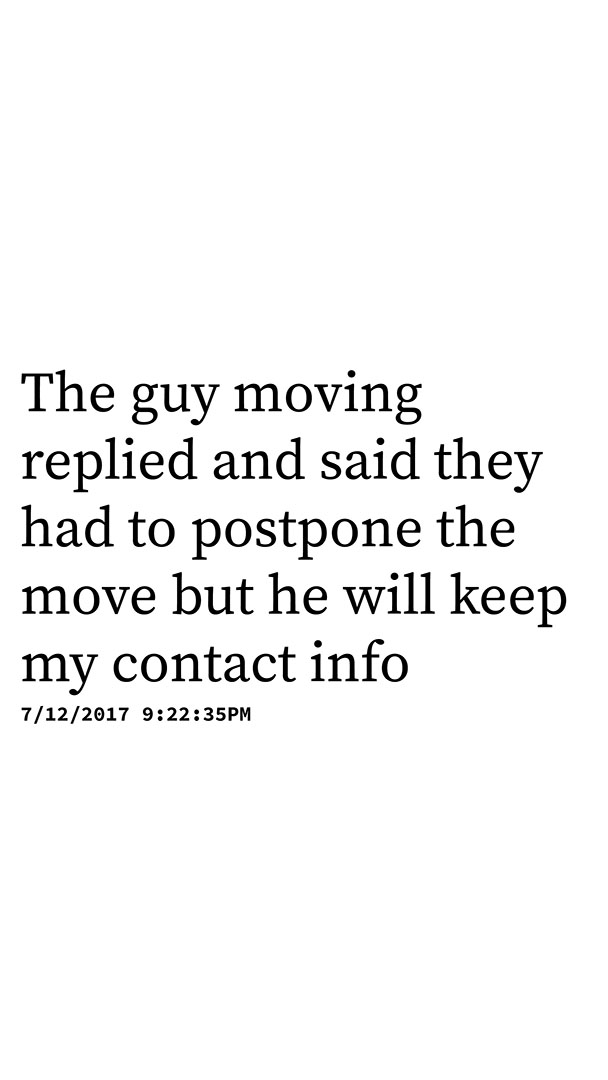 The guy moving
replied and said they
had to postpone the
move but he will keep
my contact info
7/12/2017 9:22:35PM